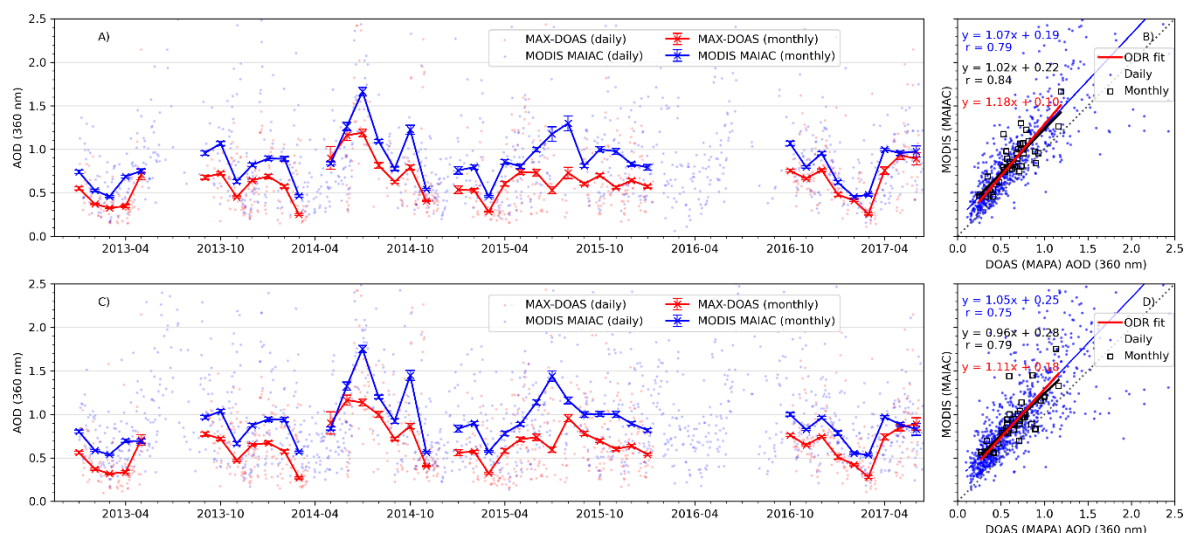 A)
MAX-DOAS (daily)
MODIS MAIAC (daily)
MAX-DOAS (monthly)
MODIS MAIAC (monthly)
AOD (360 nm)
2.5
2.0
1.5
1.0
0.5
0.0
2013-04
2013-10
2014-04
2014-10
2015-04
2015-10
2016-04
2016-10
2017-04
B)
y = 1.07x + 0.19
r = 0.79
y = 1.02x + 0.22
r = 0.84
y = 1.18x + 0.10
ODR fit
Daily
Monthly
MODIS (MAIAC)
0.0
0.5
1.0
1.5
2.0
2.5
DOAS (MAPA) AOD (360 nm)
C)
MAX-DOAS (daily)
MODIS MAIAC (daily)
MAX-DOAS (monthly)
MODIS MAIAC (monthly)
AOD (360 nm)
2.5
2.0
1.5
1.0
0.5
0.0
2013-04
2013-10
2014-04
2014-10
2015-04
2015-10
2016-04
2016-10
2017-04
D)
y = 1.05x + 0.25
r = 0.75
y = 0.96x + 0.28
r = 0.79
y = 1.11x + 0.18
ODR fit
Daily
Monthly
MODIS (MAIAC)
0.0
0.5
1.0
1.5
2.0
2.5
DOAS (MAPA) AOD (360 nm)